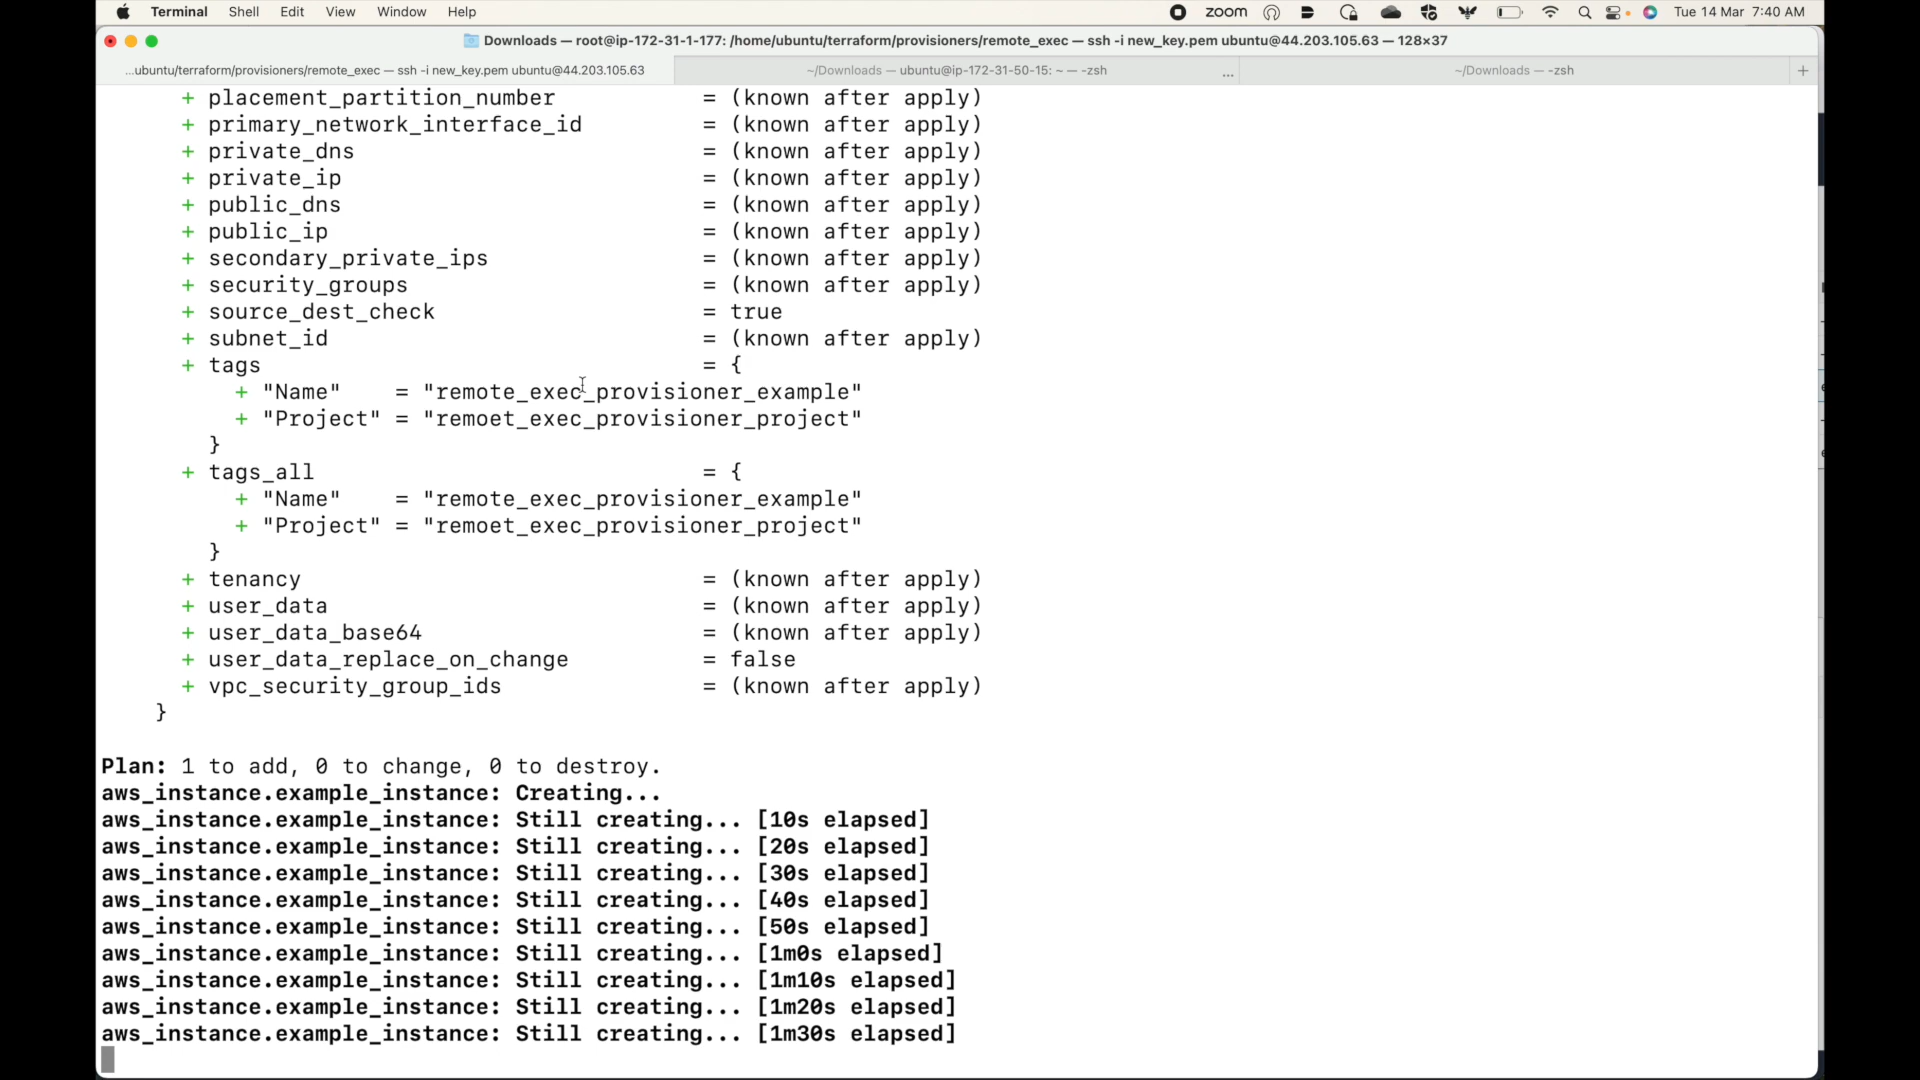 Terminal Shell Edit View Window Help zoom Tue 14 Mar 7:40 AM
Downloads — root@ip-172-31-1-177: /home/ubuntu/terraform/provisioners/remote_exec — ssh -i new_key.pem ubuntu@44.203.105.63 — 128×37
...ubuntu/terraform/provisioners/remote_exec — ssh -i new_key.pem ubuntu@44.203.105.63 ~/Downloads — ubuntu@ip-172-31-50-15: ~ — -zsh ... ~/Downloads — -zsh +
+ placement_partition_number = (known after apply)
+ primary_network_interface_id = (known after apply)
+ private_dns = (known after apply)
+ private_ip = (known after apply)
+ public_dns = (known after apply)
+ public_ip = (known after apply)
+ secondary_private_ips = (known after apply)
+ security_groups = (known after apply)
+ source_dest_check = true
+ subnet_id = (known after apply)
+ tags = {
+ "Name" = "remote_exec_provisioner_example"
+ "Project" = "remoet_exec_provisioner_project"
}
+ tags_all = {
+ "Name" = "remote_exec_provisioner_example"
+ "Project" = "remoet_exec_provisioner_project"
}
+ tenancy = (known after apply)
+ user_data = (known after apply)
+ user_data_base64 = (known after apply)
+ user_data_replace_on_change = false
+ vpc_security_group_ids = (known after apply)
}
Plan: 1 to add, 0 to change, 0 to destroy.
aws_instance.example_instance: Creating...
aws_instance.example_instance: Still creating... [10s elapsed]
aws_instance.example_instance: Still creating... [20s elapsed]
aws_instance.example_instance: Still creating... [30s elapsed]
aws_instance.example_instance: Still creating... [40s elapsed]
aws_instance.example_instance: Still creating... [50s elapsed]
aws_instance.example_instance: Still creating... [1m0s elapsed]
aws_instance.example_instance: Still creating... [1m10s elapsed]
aws_instance.example_instance: Still creating... [1m20s elapsed]
aws_instance.example_instance: Still creating... [1m30s elapsed]